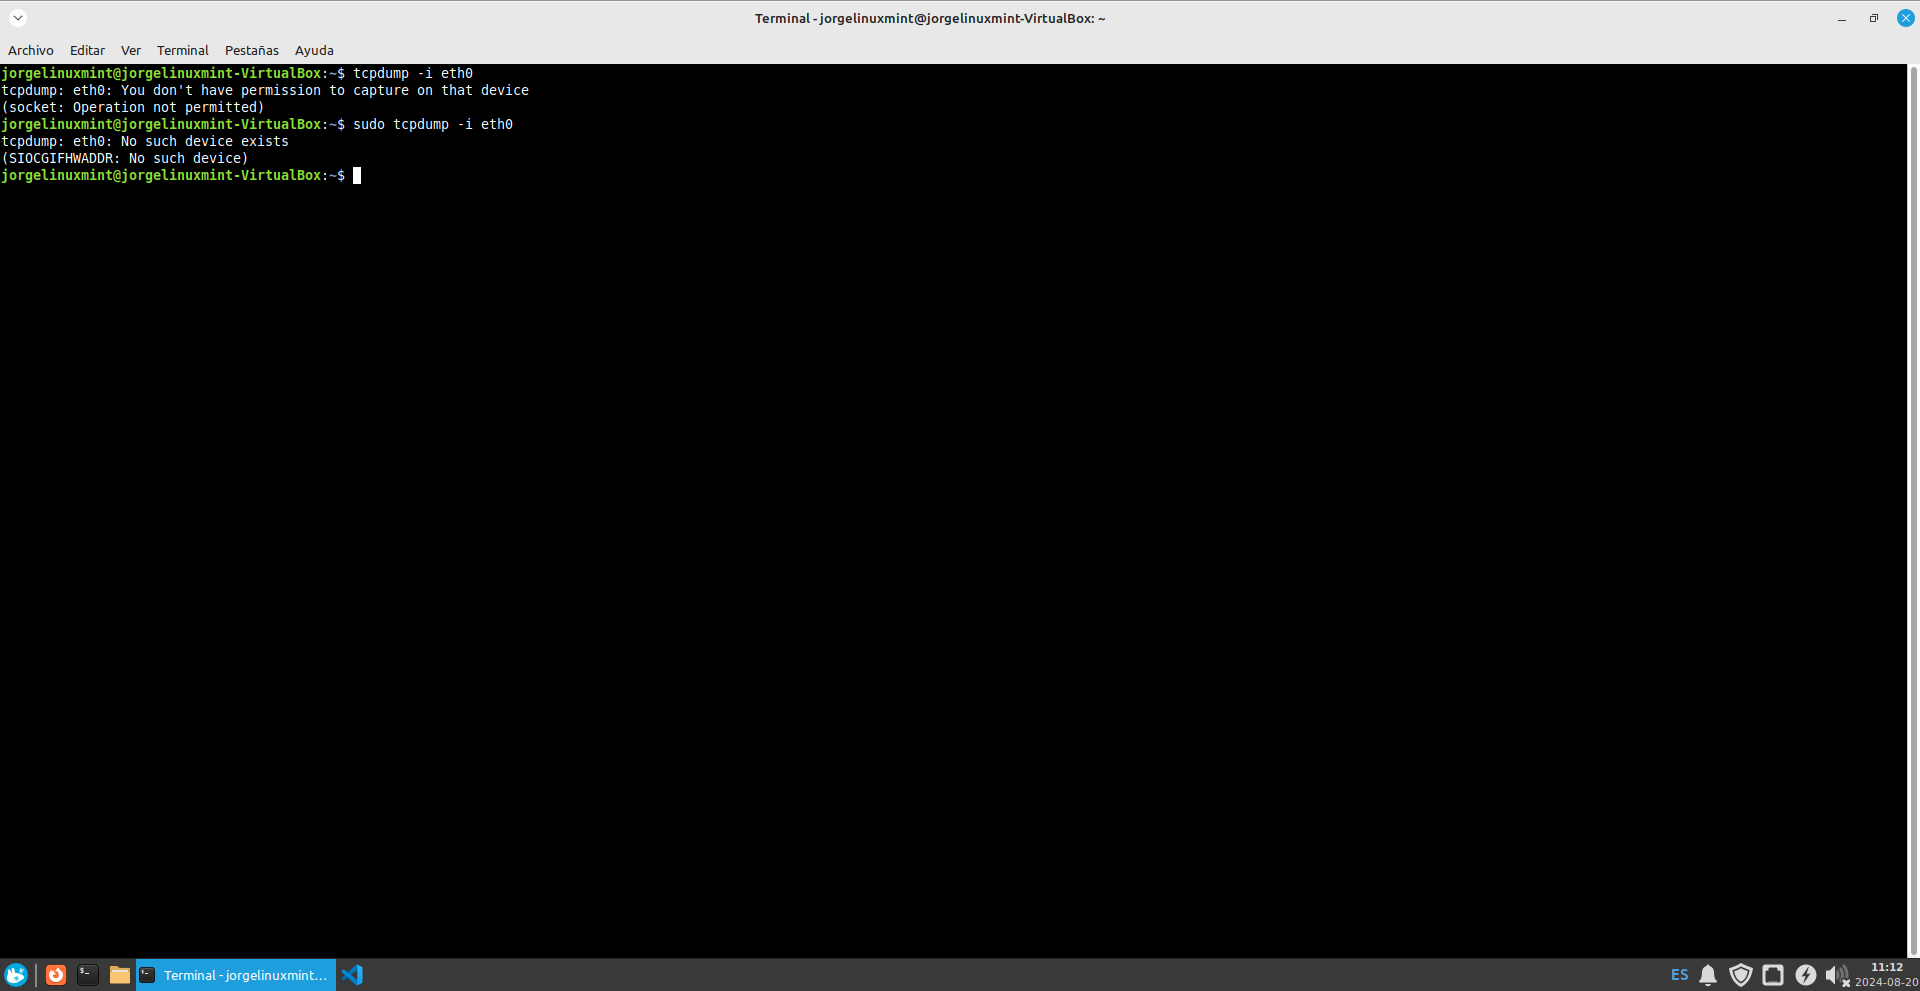 Terminal - jorgelinuxmint@jorgelinuxmint-VirtualBox: ~
Archivo Editar Ver Terminal Pestañas Ayuda
jorgelinuxmint@jorgelinuxmint-VirtualBox:~$ tcpdump -i eth0
tcpdump: eth0: You don't have permission to capture on that device
(socket: Operation not permitted)
jorgelinuxmint@jorgelinuxmint-VirtualBox:~$ sudo tcpdump -i eth0
tcpdump: eth0: No such device exists
(SIOCGIFHWADDR: No such device)
jorgelinuxmint@jorgelinuxmint-VirtualBox:~$
Terminal - jorgelinuxmint...
ES
11:12
2024-08-20